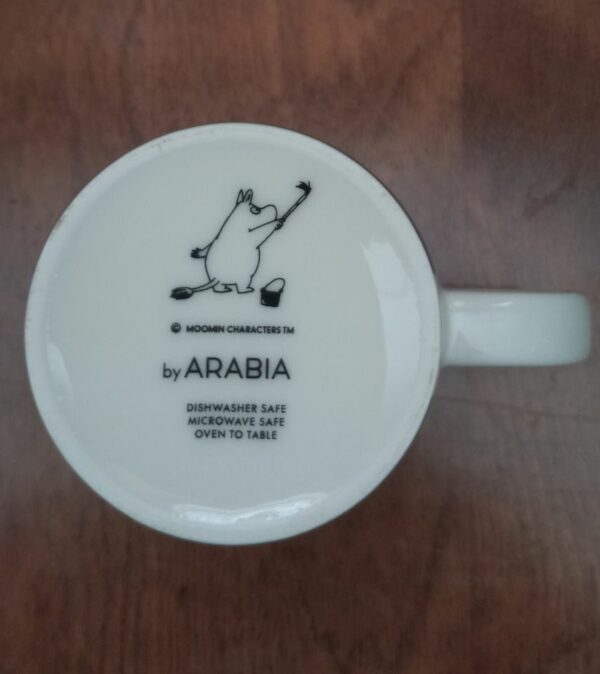 © MOOMIN CHARACTERS TM
by ARABIA
DISHWASHER SAFE
MICROWAVE SAFE
OVEN TO TABLE